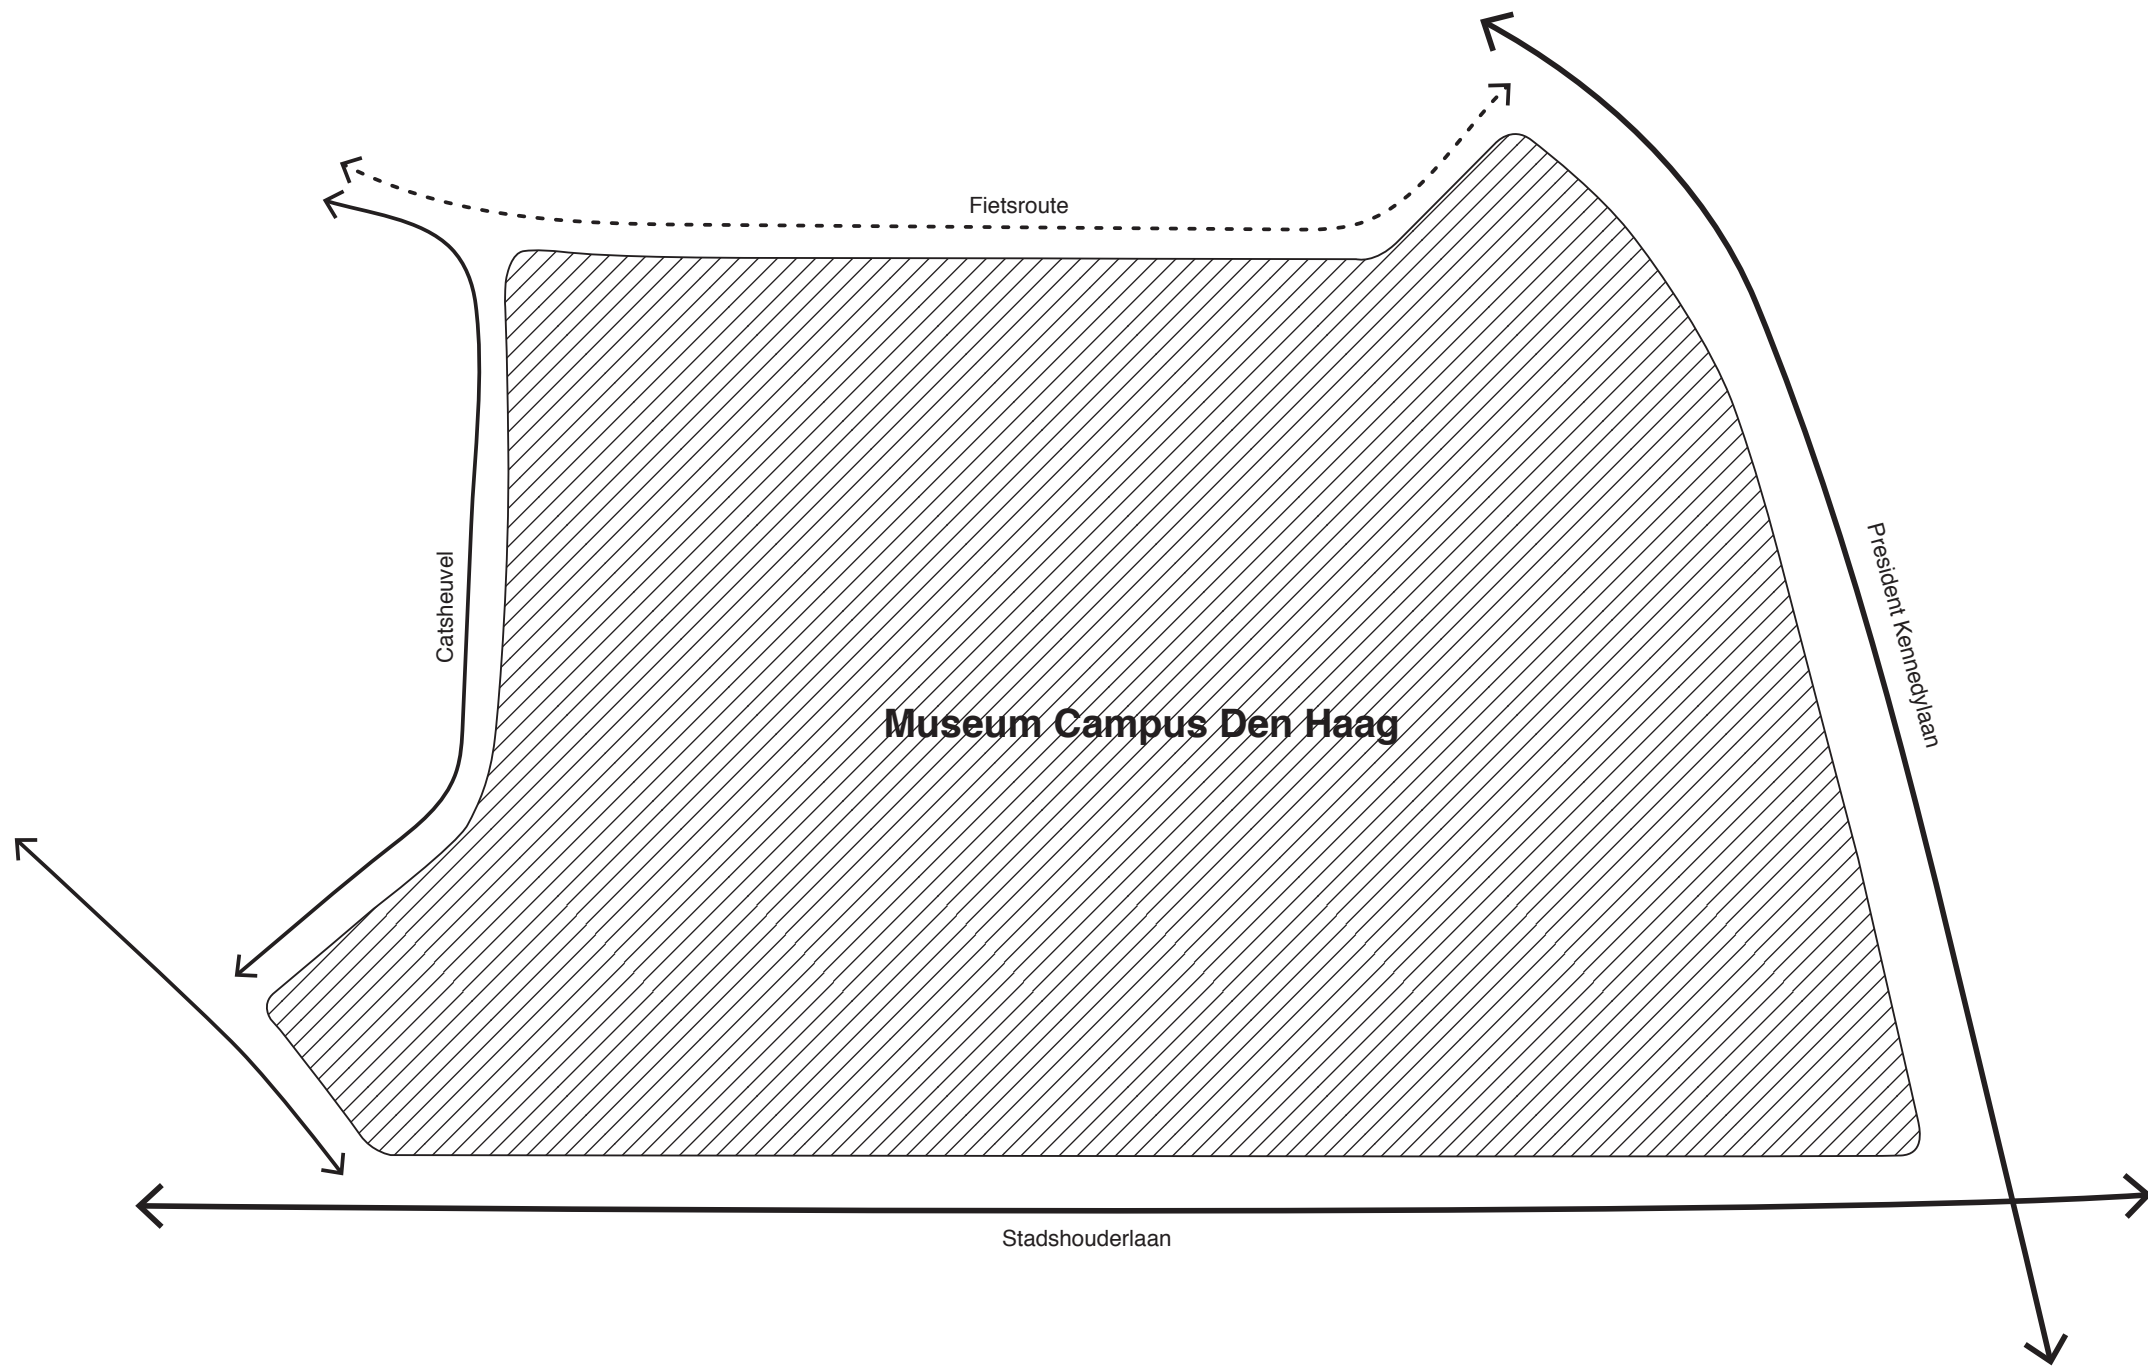 Fietsroute
Catsheuvel
President Kennedylaan
Museum Campus Den Haag
Stadshouderlaan